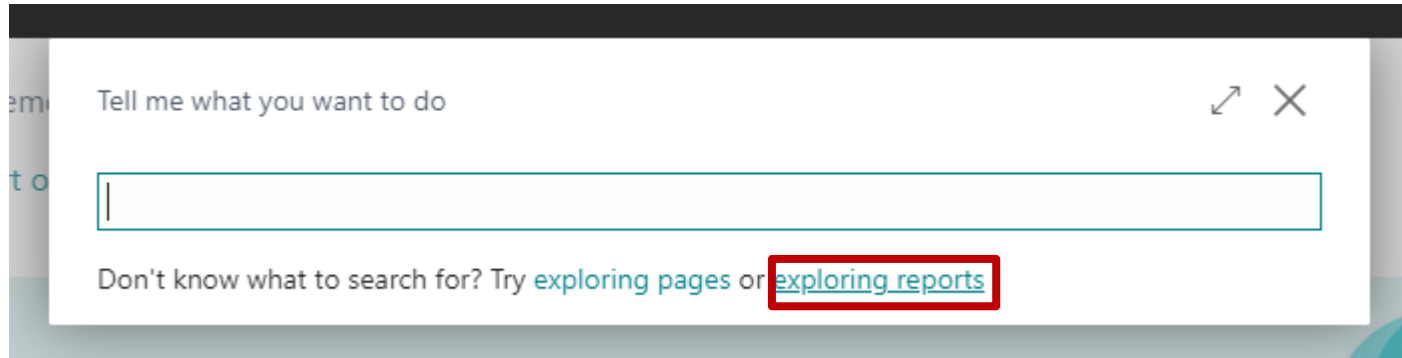 Tell me what you want to do
Don't know what to search for? Try exploring pages or exploring reports